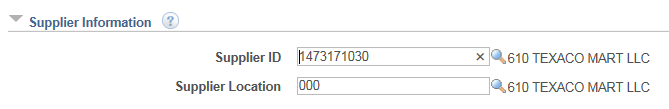 Supplier Information ?
Supplier ID 1473171030 × 610 TEXACO MART LLC
Supplier Location 000 610 TEXACO MART LLC